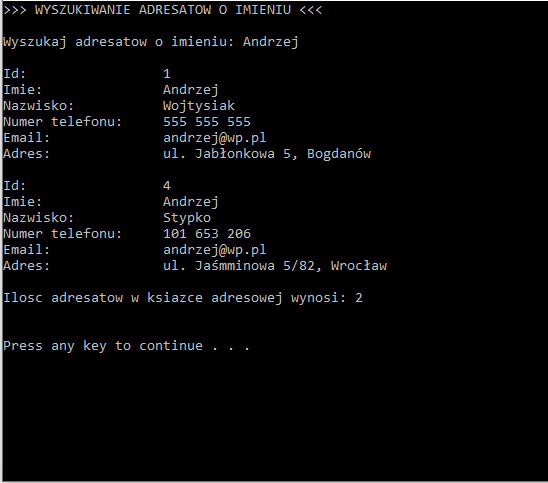 >>> WYSZUKIWANIE ADRESATOW O IMIENIU <<<
Wyszukaj adresatow o imieniu: Andrzej
Id: 1
Imie: Andrzej
Nazwisko: Wojtysiak
Numer telefonu: 555 555 555
Email: andrzej@wp.pl
Adres: ul. Jabłonkowa 5, Bogdanów
Id: 4
Imie: Andrzej
Nazwisko: Stypko
Numer telefonu: 101 653 206
Email: andrzej@wp.pl
Adres: ul. Jaśmminowa 5/82, Wrocław
Ilosc adresatow w ksiazce adresowej wynosi: 2
Press any key to continue . . .